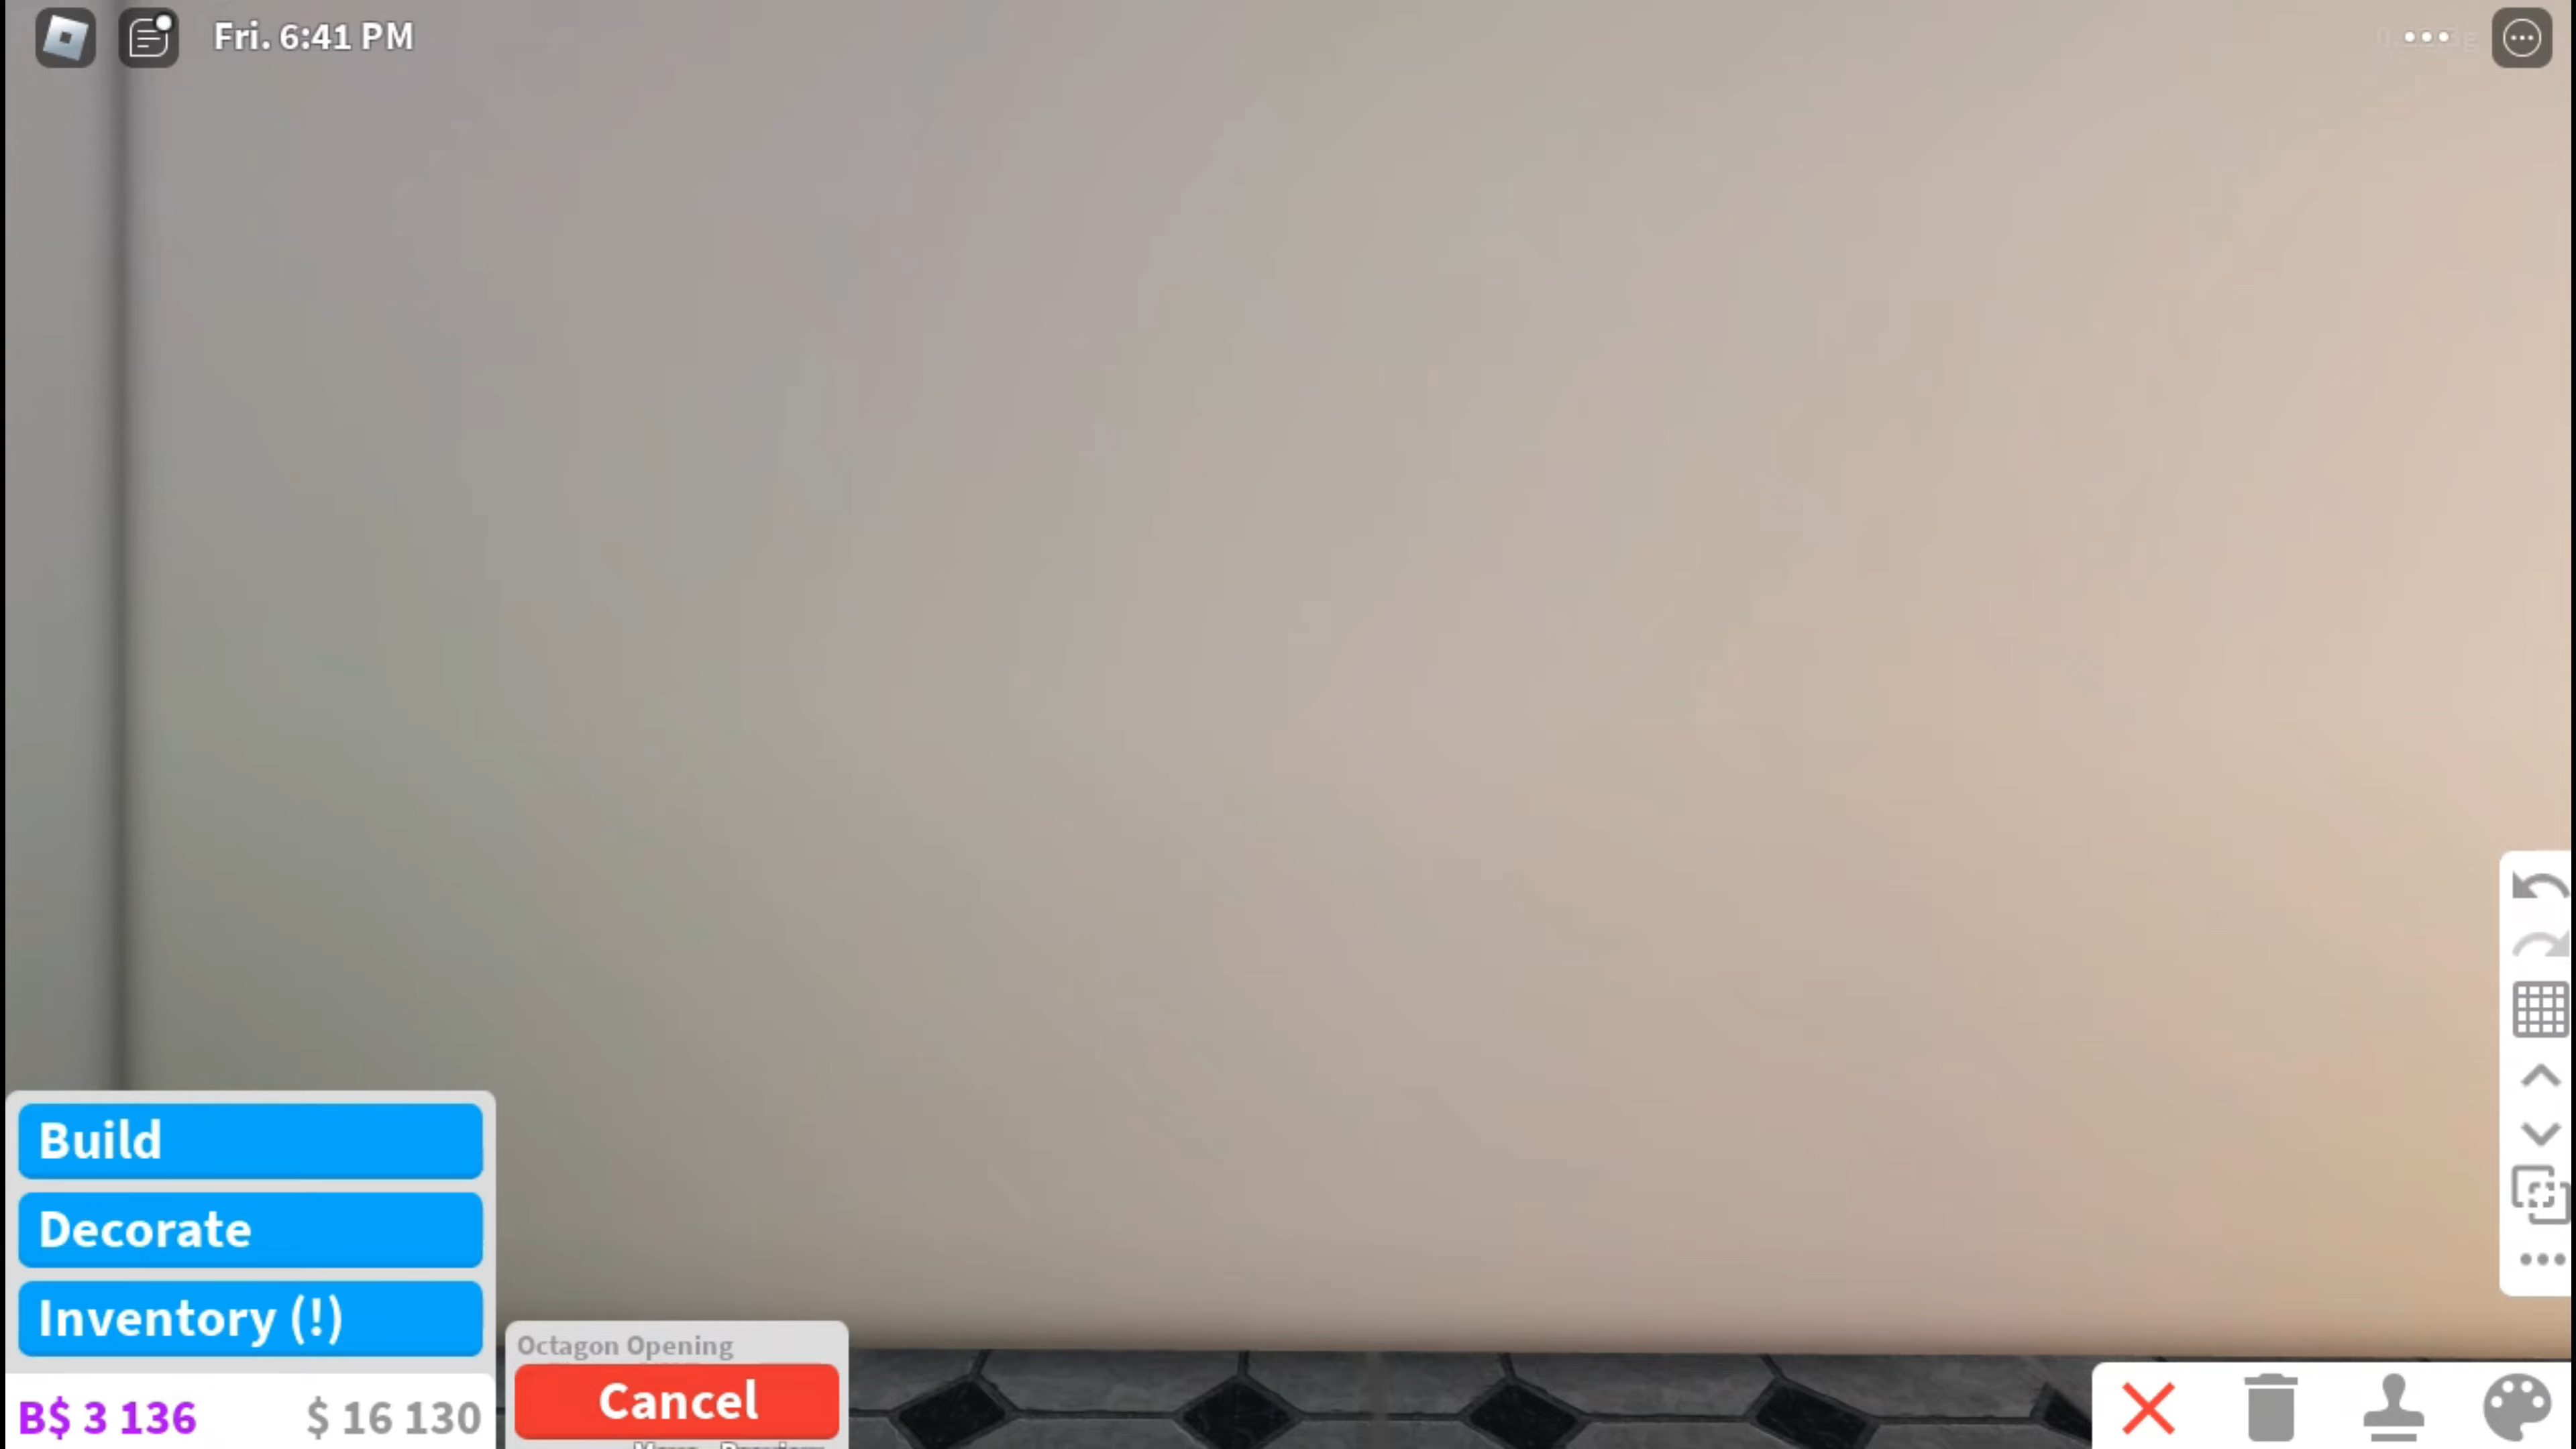 Fri. 6:41 PM
Build
Decorate
Inventory (!)
B$ 3 136
$ 16 130
Octagon Opening
Cancel